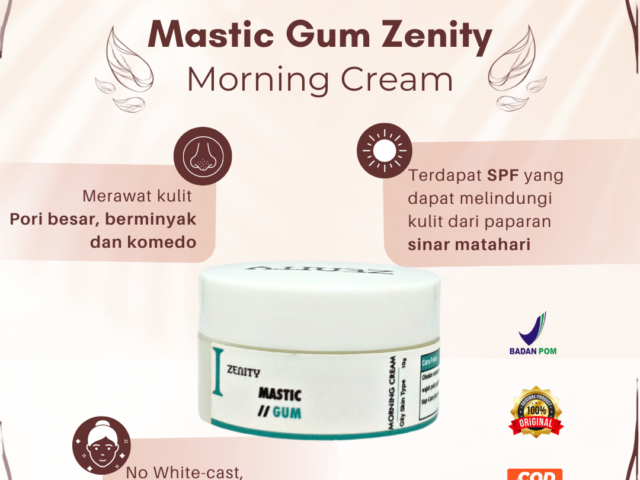 Mastic Gum Zenity
Morning Cream
Merawat kulit
Pori besar, berminyak
dan komedo
Terdapat SPF yang
dapat melindungi
kulit dari paparan
sinar matahari
ZENITY
ZENITY
MASTIC
// GUM
MORNING CREAM
Oily Skin Type
10g
BADAN POM
100%
ORIGINAL
No White-cast,
COD